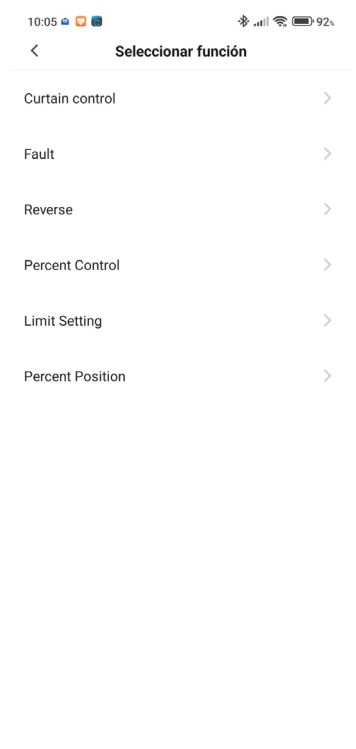 10:05
92%
Seleccionar función
Curtain control
Fault
Reverse
Percent Control
Limit Setting
Percent Position